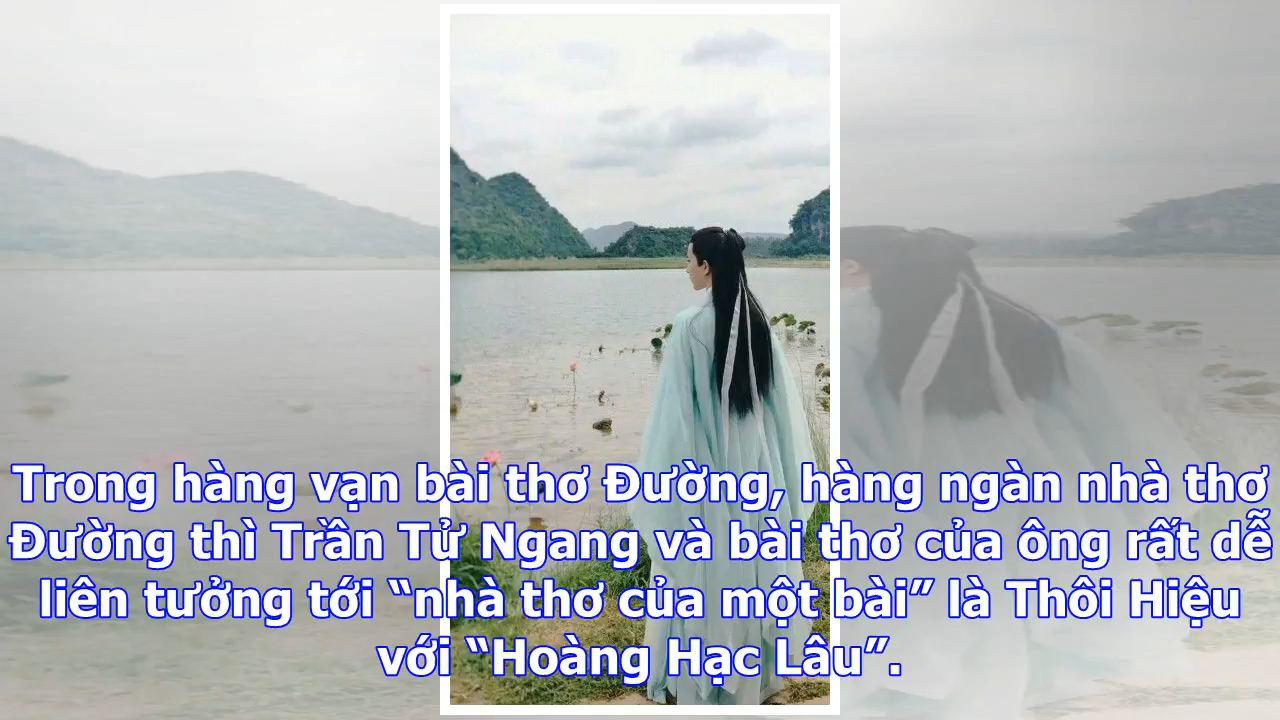 Trong hàng vạn bài thơ Đường, hàng ngàn nhà thơ
Đường thì Trần Tử Ngang và bài thơ của ông rất dễ
liên tưởng tới “nhà thơ của một bài” là Thôi Hiệu
với “Hoàng Hạc Lâu”.